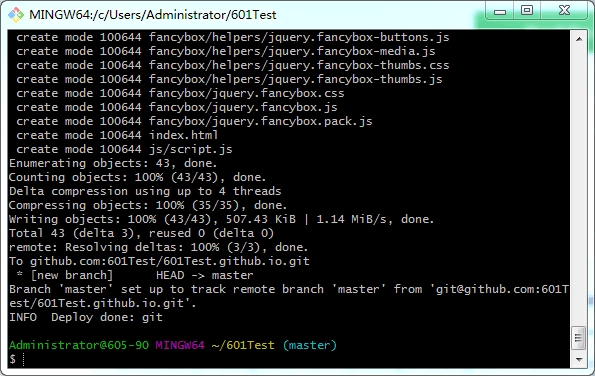 MINGW64:/c/Users/Administrator/601Test
create mode 100644 fancybox/helpers/jquery.fancybox-buttons.js
create mode 100644 fancybox/helpers/jquery.fancybox-media.js
create mode 100644 fancybox/helpers/jquery.fancybox-thumbs.css
create mode 100644 fancybox/helpers/jquery.fancybox-thumbs.js
create mode 100644 fancybox/jquery.fancybox.css
create mode 100644 fancybox/jquery.fancybox.js
create mode 100644 fancybox/jquery.fancybox.pack.js
create mode 100644 index.html
create mode 100644 js/script.js
Enumerating objects: 43, done.
Counting objects: 100% (43/43), done.
Delta compression using up to 4 threads
Compressing objects: 100% (35/35), done.
Writing objects: 100% (43/43), 507.43 KiB | 1.14 MiB/s, done.
Total 43 (delta 3), reused 0 (delta 0)
remote: Resolving deltas: 100% (3/3), done.
To github.com:601Test/601Test.github.io.git
* [new branch]      HEAD -> master
Branch 'master' set up to track remote branch 'master' from 'git@github.com:601T
est/601Test.github.io.git'.
INFO  Deploy done: git
Administrator@605-90 MINGW64 ~/601Test (master)
$